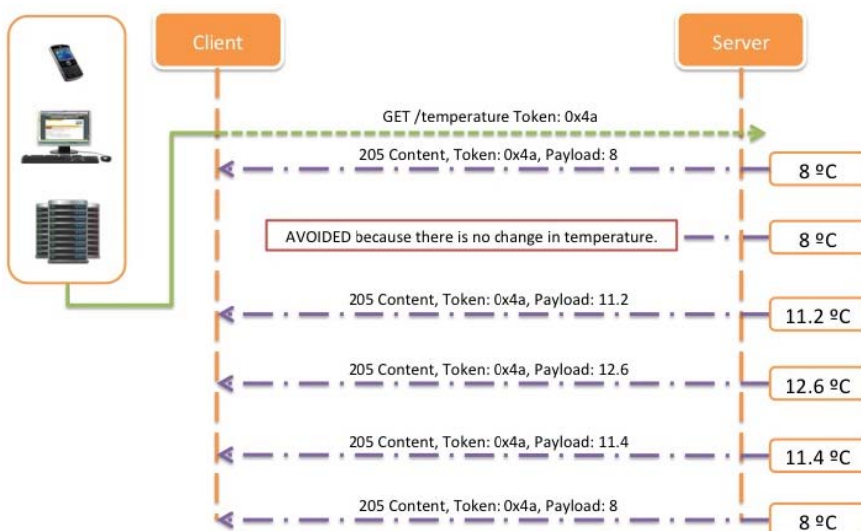 Client
Server
GET /temperature Token: 0x4a
205 Content, Token: 0x4a, Payload: 8
8 ºC
AVOIDED because there is no change in temperature.
8 ºC
205 Content, Token: 0x4a, Payload: 11.2
11.2 ºC
205 Content, Token: 0x4a, Payload: 12.6
12.6 ºC
205 Content, Token: 0x4a, Payload: 11.4
11.4 ºC
205 Content, Token: 0x4a, Payload: 8
8 ºC